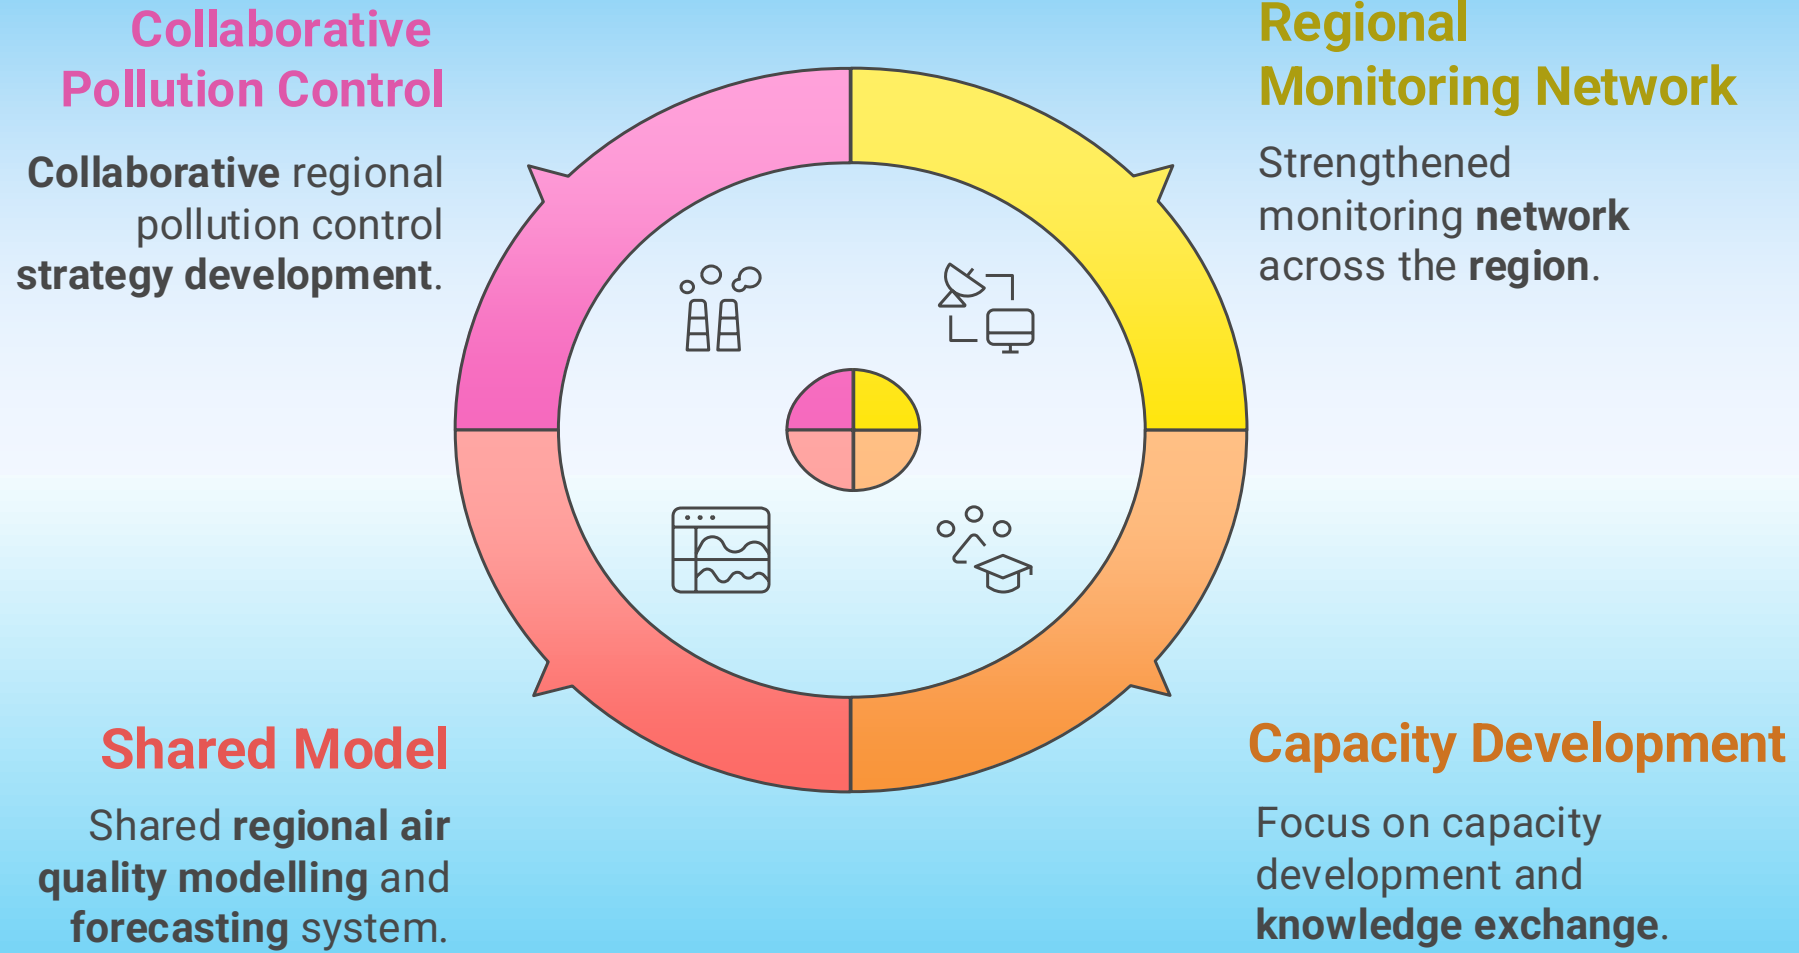 Collaborative
Pollution Control
Collaborative regional
pollution control
strategy development.
Regional
Monitoring Network
Strengthened
monitoring network
across the region.
Shared Model
Shared regional air
quality modelling and
forecasting system.
Capacity Development
Focus on capacity
development and
knowledge exchange.